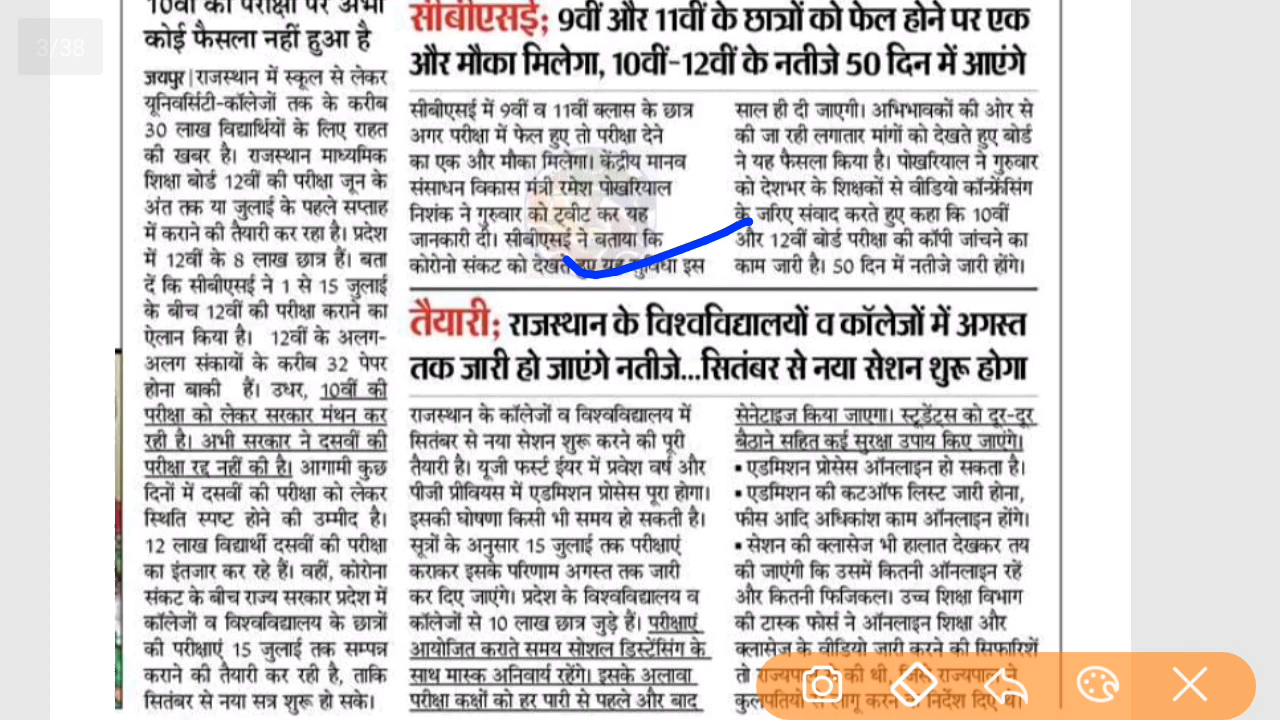 3/38
10वीं की परीक्षा पर अभी
कोई फैसला नहीं हुआ है
जयपुर | राजस्थान में स्कूल से लेकर
यूनिवर्सिटी-कॉलेजों तक के करीब
30 लाख विद्यार्थियों के लिए राहत
की खबर है। राजस्थान माध्यमिक
शिक्षा बोर्ड 12वीं की परीक्षा जून के
अंत तक या जुलाई के पहले सप्ताह
में कराने की तैयारी कर रहा है। प्रदेश
में 12वीं के 8 लाख छात्र हैं। बता
दें कि सीबीएसई ने 1 से 15 जुलाई
के बीच 12वीं की परीक्षा कराने का
ऐलान किया है। 12वीं के अलग-
अलग संकायों के करीब 32 पेपर
होना बाकी हैं। उधर, 10वीं की
परीक्षा को लेकर सरकार मंथन कर
रही है। अभी सरकार ने दसवीं की
परीक्षा रद्द नहीं की है। आगामी कुछ
दिनों में दसवीं की परीक्षा को लेकर
स्थिति स्पष्ट होने की उम्मीद है।
12 लाख विद्यार्थी दसवीं की परीक्षा
का इंतजार कर रहे हैं। वहीं, कोरोना
संकट के बीच राज्य सरकार प्रदेश में
कॉलेजों व विश्वविद्यालय के छात्रों
की परीक्षाएं 15 जुलाई तक सम्पन्न
कराने की तैयारी कर रही है, ताकि
सितंबर से नया सत्र शुरू हो सके।
सीबीएसई; 9वीं और 11वीं के छात्रों को फेल होने पर एक
और मौका मिलेगा, 10वीं-12वीं के नतीजे 50 दिन में आएंगे
सीबीएसई में 9वीं व 11वीं क्लास के छात्र
अगर परीक्षा में फेल हुए तो परीक्षा देने
का एक और मौका मिलेगा। केंद्रीय मानव
संसाधन विकास मंत्री रमेश पोखरियाल
निशंक ने गुरुवार को ट्वीट कर यह
जानकारी दी। सीबीएसई ने बताया कि
कोरोनो संकट को देखते हुए यह सुविधा इस
साल ही दी जाएगी। अभिभावकों की ओर से
की जा रही लगातार मांगों को देखते हुए बोर्ड
ने यह फैसला किया है। पोखरियाल ने गुरुवार
को देशभर के शिक्षकों से वीडियो कॉन्फ्रेंसिंग
के जरिए संवाद करते हुए कहा कि 10वीं
और 12वीं बोर्ड परीक्षा की कॉपी जांचने का
काम जारी है। 50 दिन में नतीजे जारी होंगे।
तैयारी; राजस्थान के विश्वविद्यालयों व कॉलेजों में अगस्त
तक जारी हो जाएंगे नतीजे...सितंबर से नया सेशन शुरू होगा
राजस्थान के कॉलेजों व विश्वविद्यालय में
सितंबर से नया सेशन शुरू करने की पूरी
तैयारी है। यूजी फर्स्ट ईयर में प्रवेश वर्ष और
पीजी प्रीवियस में एडमिशन प्रोसेस पूरा होगा।
इसकी घोषणा किसी भी समय हो सकती है।
सूत्रों के अनुसार 15 जुलाई तक परीक्षाएं
कराकर इसके परिणाम अगस्त तक जारी
कर दिए जाएंगे। प्रदेश के विश्वविद्यालय व
कॉलेजों से 10 लाख छात्र जुड़े हैं। परीक्षाएं
आयोजित कराते समय सोशल डिस्टेंसिंग के
साथ मास्क अनिवार्य रहेंगे। इसके अलावा
परीक्षा कक्षों को हर पारी से पहले और बाद
सेनेटाइज किया जाएगा। स्टूडेंट्स को दूर-दूर
बैठाने सहित कई सुरक्षा उपाय किए जाएंगे।
▪ एडमिशन प्रोसेस ऑनलाइन हो सकता है।
▪ एडमिशन की कटऑफ लिस्ट जारी होना,
फीस आदि अधिकांश काम ऑनलाइन होंगे।
▪ सेशन की क्लासेज भी हालात देखकर तय
की जाएंगी कि उसमें कितनी ऑनलाइन रहें
और कितनी फिजिकल। उच्च शिक्षा विभाग
की टास्क फोर्स ने ऑनलाइन शिक्षा और
क्लासेज के वीडियो जारी करने की सिफारिशें
तो की थी, राज्यपाल ने
लागू करने के निर्देश दिए थे।